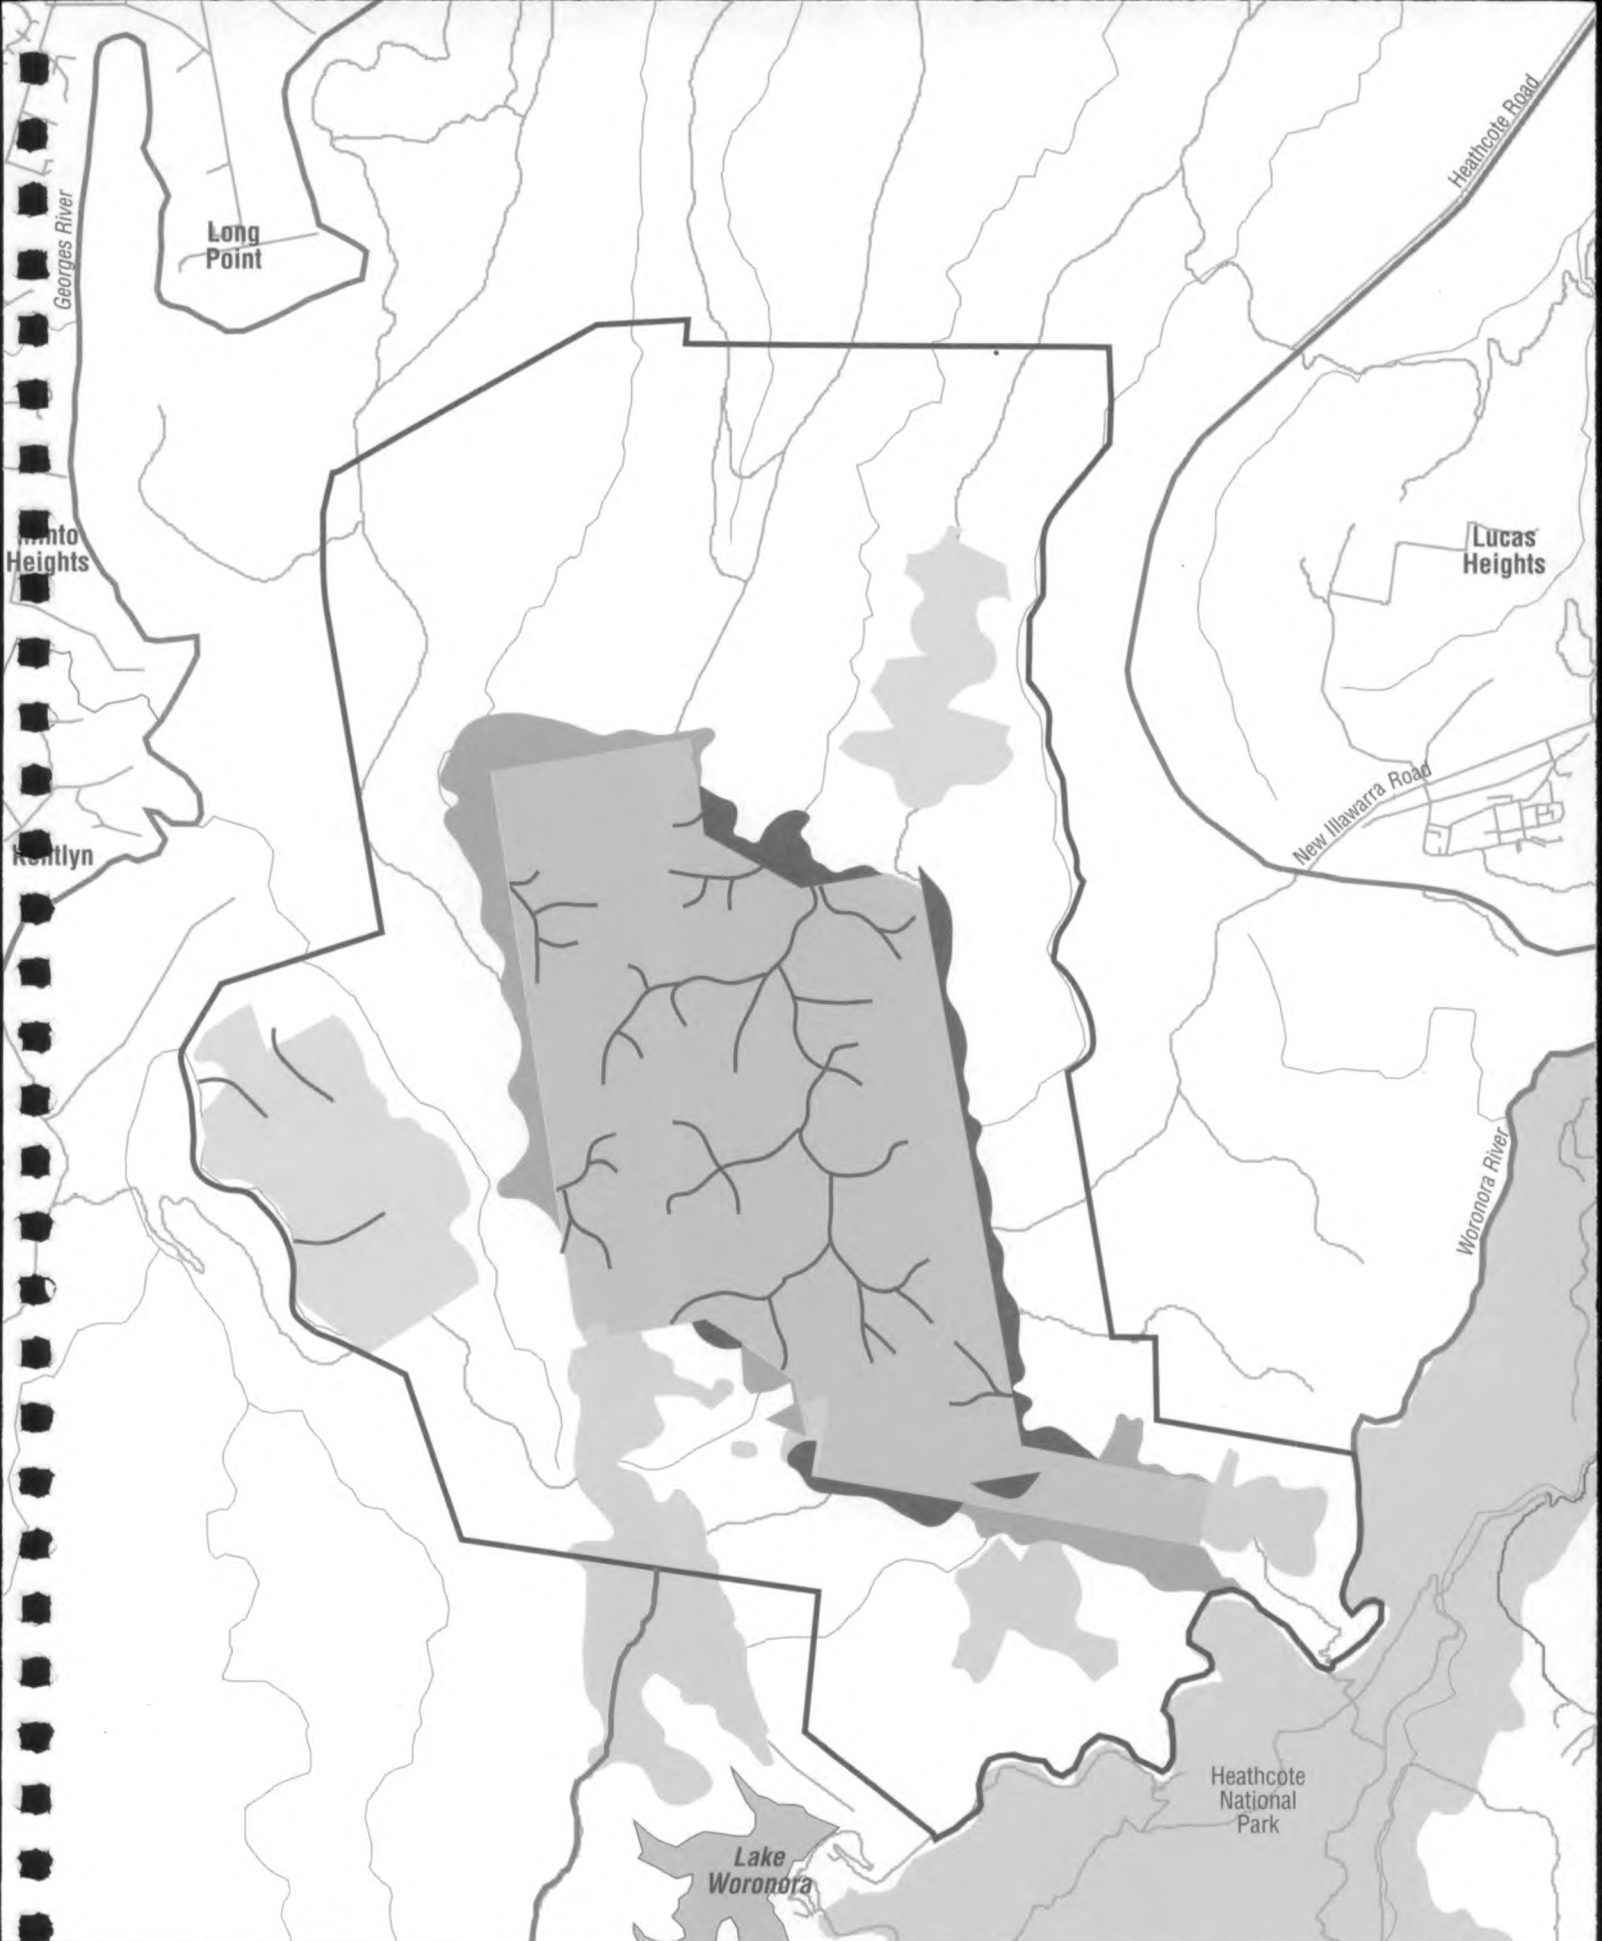 Heathcote Road
Georges River
Long
Point
Heights
Lucas
Heights
New Illawarra Road
Woronora River
Heathcote
National
Park
Lake
Woronora